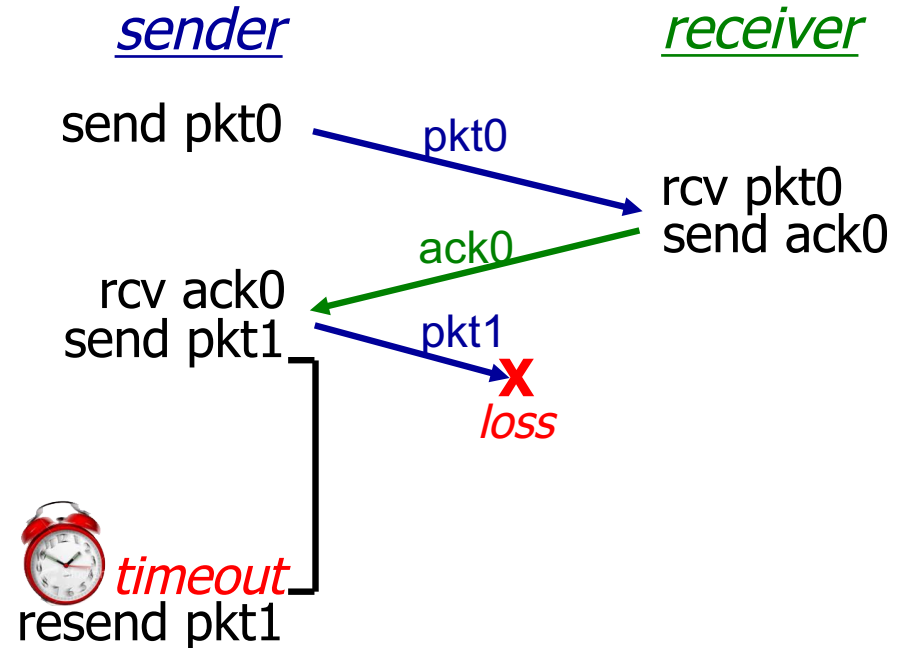 sender
receiver
send pkt0
pkt0
rcv pkt0
send ack0
ack0
rcv ack0
send pkt1
pkt1
X
loss
timeout
resend pkt1